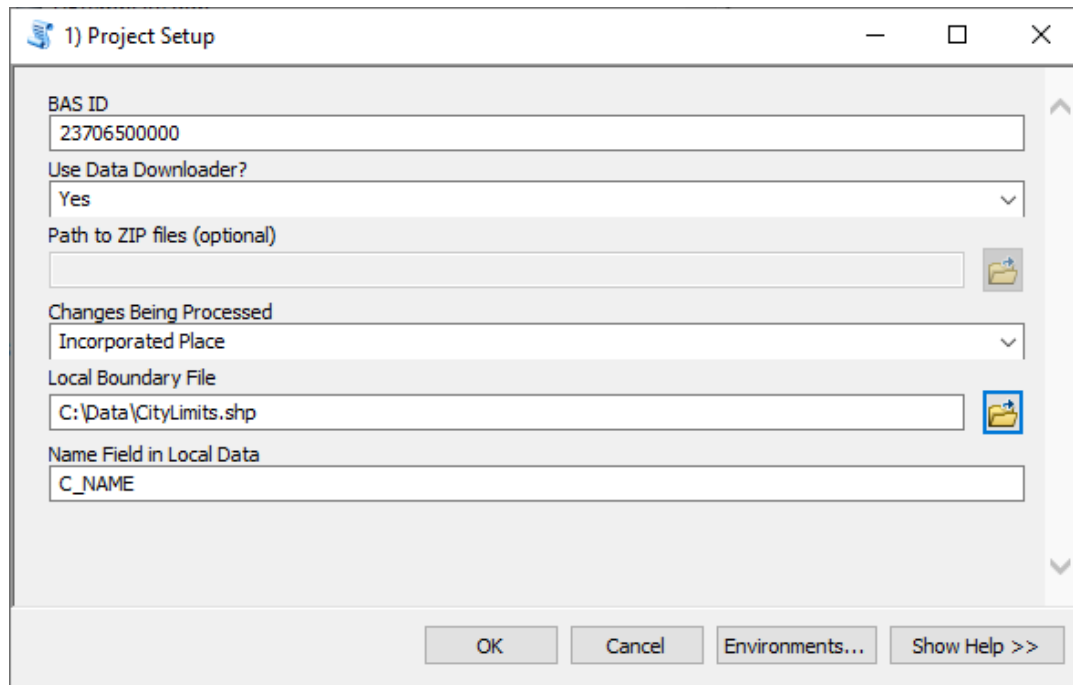 1) Project Setup
BAS ID
23706500000
Use Data Downloader?
Yes
Path to ZIP files (optional)
Changes Being Processed
Incorporated Place
Local Boundary File
C:\Data\CityLimits.shp
Name Field in Local Data
C_NAME
OK Cancel Environments... Show Help >>